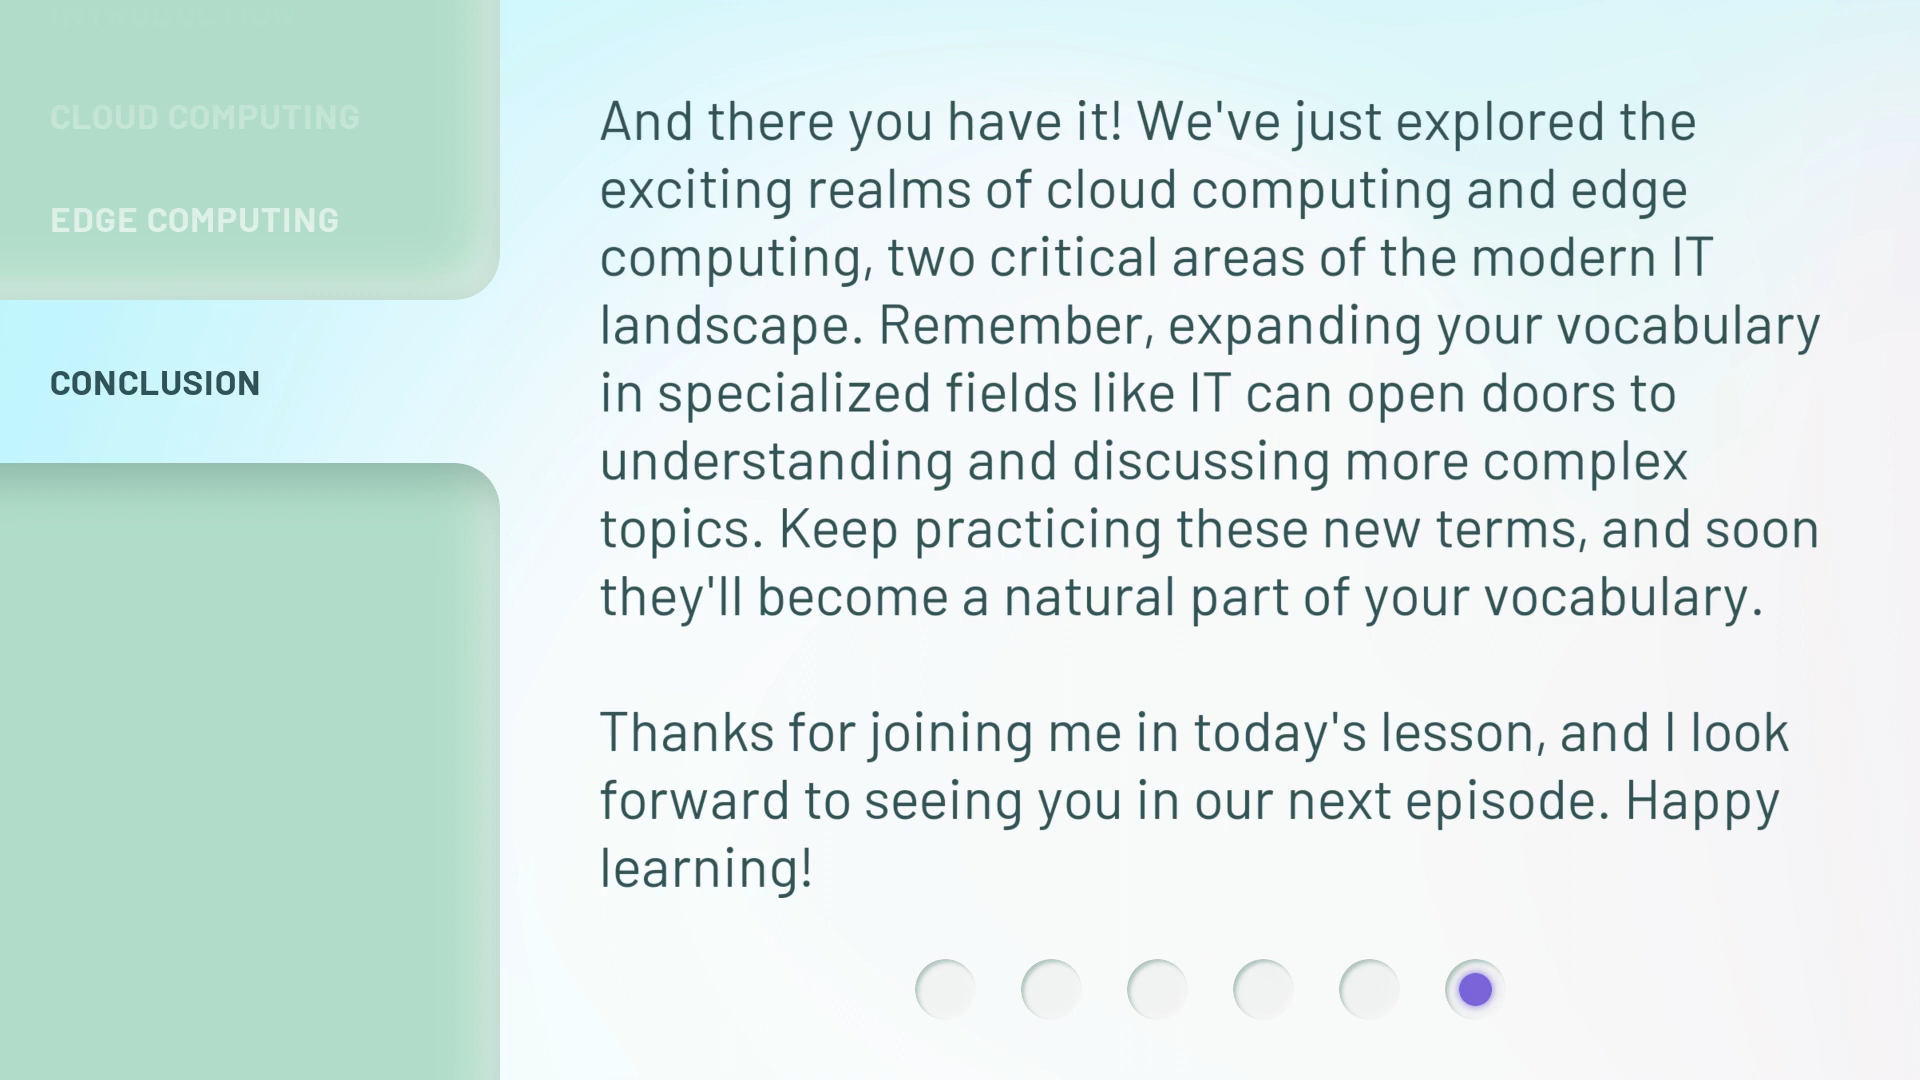 INTRODUCTION
CLOUD COMPUTING
EDGE COMPUTING
CONCLUSION
And there you have it! We've just explored the
exciting realms of cloud computing and edge
computing, two critical areas of the modern IT
landscape. Remember, expanding your vocabulary
in specialized fields like IT can open doors to
understanding and discussing more complex
topics. Keep practicing these new terms, and soon
they'll become a natural part of your vocabulary.
Thanks for joining me in today's lesson, and I look
forward to seeing you in our next episode. Happy
learning!